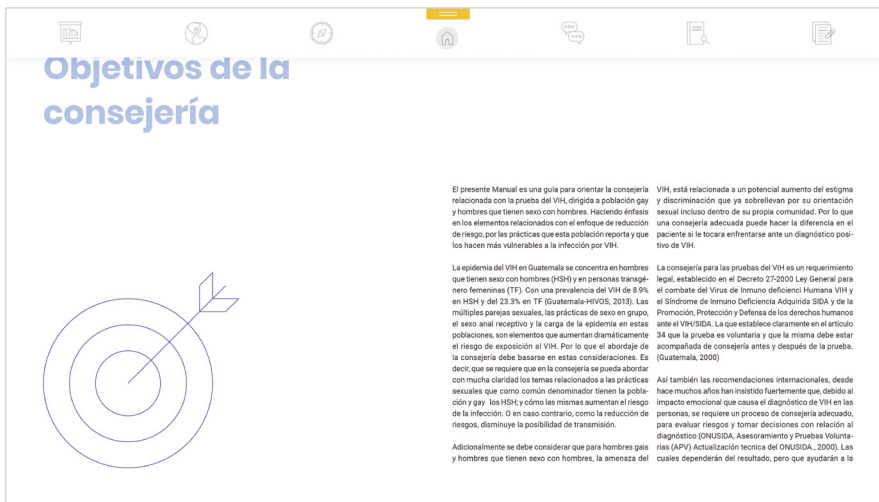 Objetivos de la
consejería
El presente Manual es una guía para orientar la consejería
relacionada con la prueba del VIH, dirigida a población gay
y hombres que tienen sexo con hombres. Haciendo énfasis
en los elementos relacionados con el enfoque de reducción
de riesgo, por las prácticas que esta población reporta y que
los hacen más vulnerables a la infección por VIH.
La epidemia del VIH en Guatemala se concentra en hombres
que tienen sexo con hombres (HSH) y en personas transgé-
nero femeninas (TF). Con una prevalencia del VIH de 8.9%
en HSH y del 23.3% en TF (Guatemala-HIVOS, 2013). Las
múltiples parejas sexuales, las prácticas de sexo en grupo,
el sexo anal receptivo y la carga de la epidemia en estas
poblaciones, son elementos que aumentan dramáticamente
el riesgo de exposición al VIH. Por lo que el abordaje de
la consejería debe basarse en estas consideraciones. Es
decir, que se requiere que en la consejería se pueda abordar
con mucha claridad los temas relacionados a las prácticas
sexuales que como común denominador tienen la pobla-
ción y gay los HSH; y cómo las mismas aumentan el riesgo
de la infección. O en caso contrario, como la reducción de
riesgos, disminuye la posibilidad de transmisión.
Adicionalmente se debe considerar que para hombres gais
y hombres que tienen sexo con hombres, la amenaza del
VIH, está relacionada a un potencial aumento del estigma
y discriminación que ya sobrellevan por su orientación
sexual incluso dentro de su propia comunidad. Por lo que
una consejería adecuada puede hacer la diferencia en el
paciente si le tocara enfrentarse ante un diagnóstico posi-
tivo de VIH.
La consejería para las pruebas del VIH es un requerimiento
legal, establecido en el Decreto 27-2000 Ley General para
el combate del Virus de Inmuno deficienci Humana VIH y
el Síndrome de Inmuno Deficiencia Adquirida SIDA y de la
Promoción, Protección y Defensa de los derechos humanos
ante el VIH/SIDA. La que establece claramente en el artículo
34 que la prueba es voluntaria y que la misma debe estar
acompañada de consejería antes y después de la prueba.
(Guatemala, 2000)
Así también las recomendaciones internacionales, desde
hace muchos años han insistido fuertemente que, debido al
impacto emocional que causa el diagnóstico de VIH en las
personas, se requiere un proceso de consejería adecuado,
para evaluar riesgos y tomar decisiones con relación al
diagnóstico (ONUSIDA, Asesoramiento y Pruebas Volunta-
rias (APV) Actualización tecnica del ONUSIDA., 2000). Las
cuales dependerán del resultado, pero que ayudarán a la